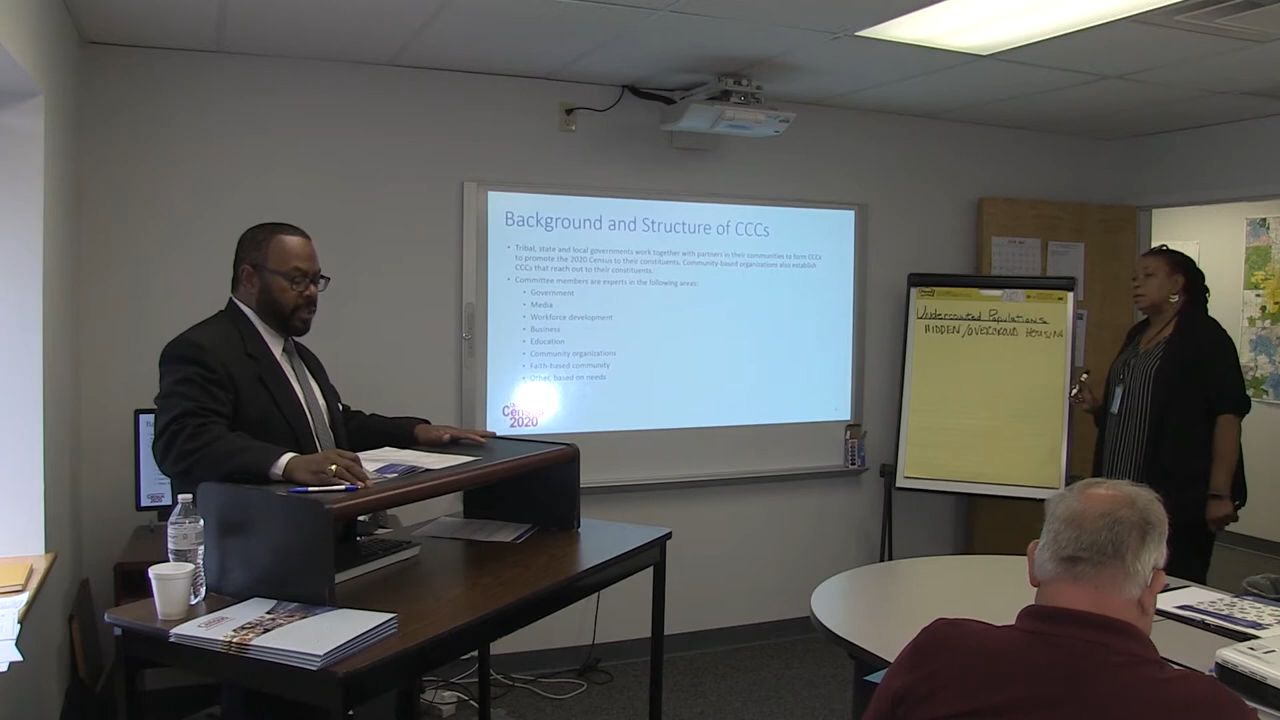 Background and Structure of CCCs
• Tribal, state and local governments work together with partners in their communities to form CCCs
to promote the 2020 Census to their constituents. Community-based organizations also establish
CCCs that reach out to their constituents.
• Committee members are experts in the following areas:
• Government
• Media
• Workforce development
• Business
• Education
• Community organizations
• Faith-based community
• Other, based on needs
Census
2020
Undercounted Populations
HIDDEN/OVERCROWD HOUSING